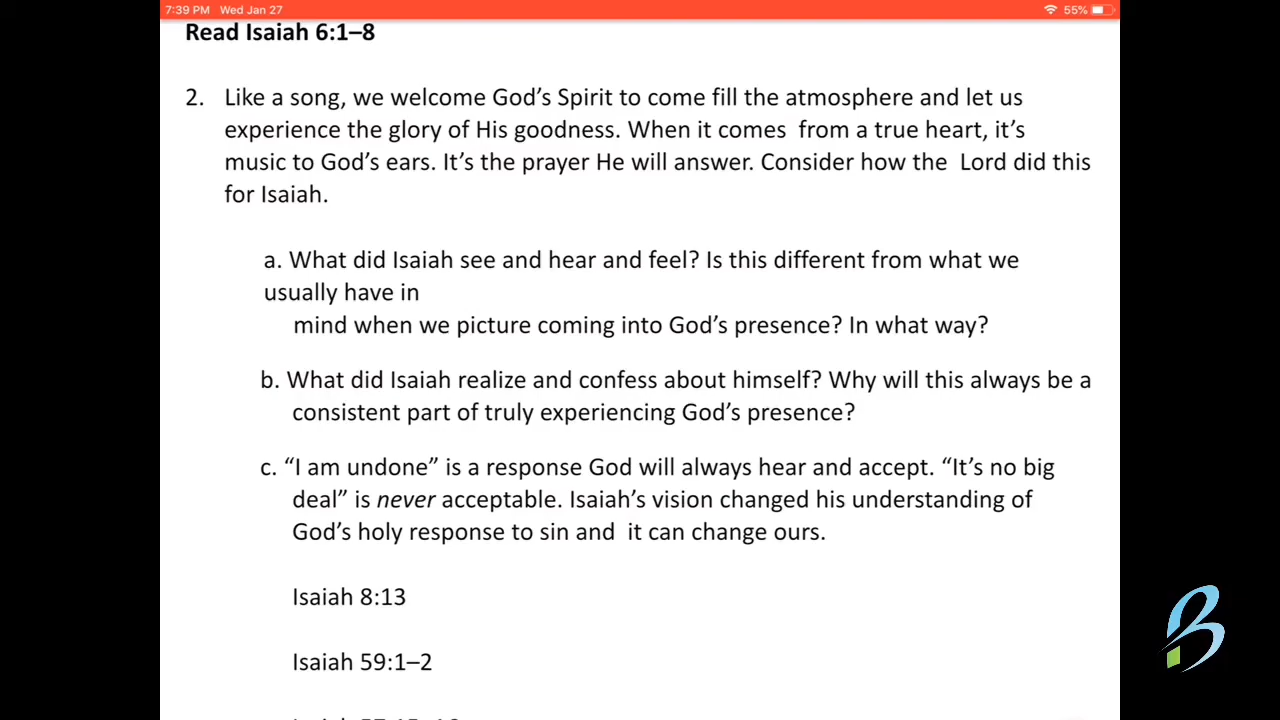 7:39 PM Wed Jan 27
55%
Read Isaiah 6:1–8
2. Like a song, we welcome God's Spirit to come fill the atmosphere and let us
experience the glory of His goodness. When it comes from a true heart, it's
music to God's ears. It's the prayer He will answer. Consider how the Lord did this
for Isaiah.
a. What did Isaiah see and hear and feel? Is this different from what we
usually have in
mind when we picture coming into God's presence? In what way?
b. What did Isaiah realize and confess about himself? Why will this always be a
consistent part of truly experiencing God's presence?
c. “I am undone” is a response God will always hear and accept. “It's no big
deal” is never acceptable. Isaiah's vision changed his understanding of
God's holy response to sin and it can change ours.
Isaiah 8:13
Isaiah 59:1–2